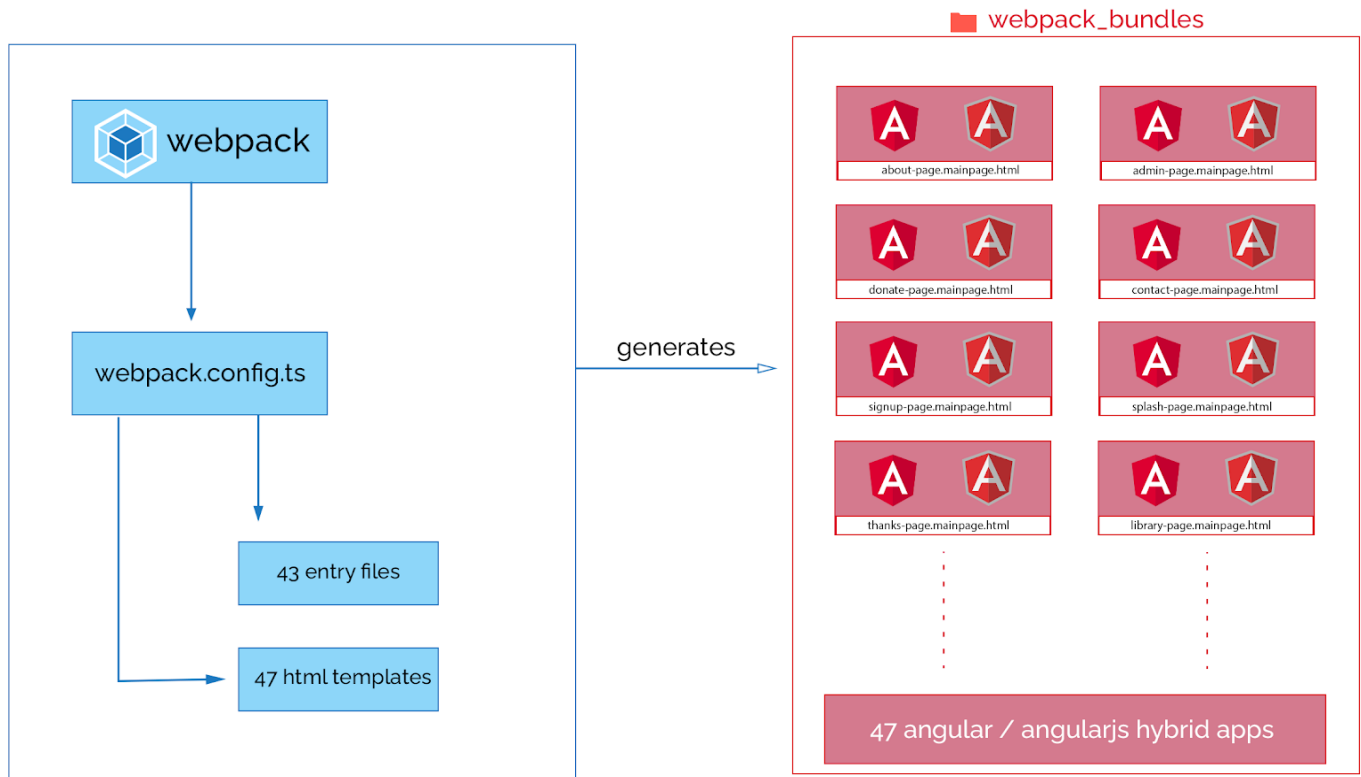 webpack_bundles
webpack
webpack.config.ts
43 entry files
47 html templates
generates
A A
about-page.mainpage.html
A A
admin-page.mainpage.html
A A
donate-page.mainpage.html
A A
contact-page.mainpage.html
A A
signup-page.mainpage.html
A A
splash-page.mainpage.html
A A
thanks-page.mainpage.html
A A
library-page.mainpage.html
47 angular / angularjs hybrid apps